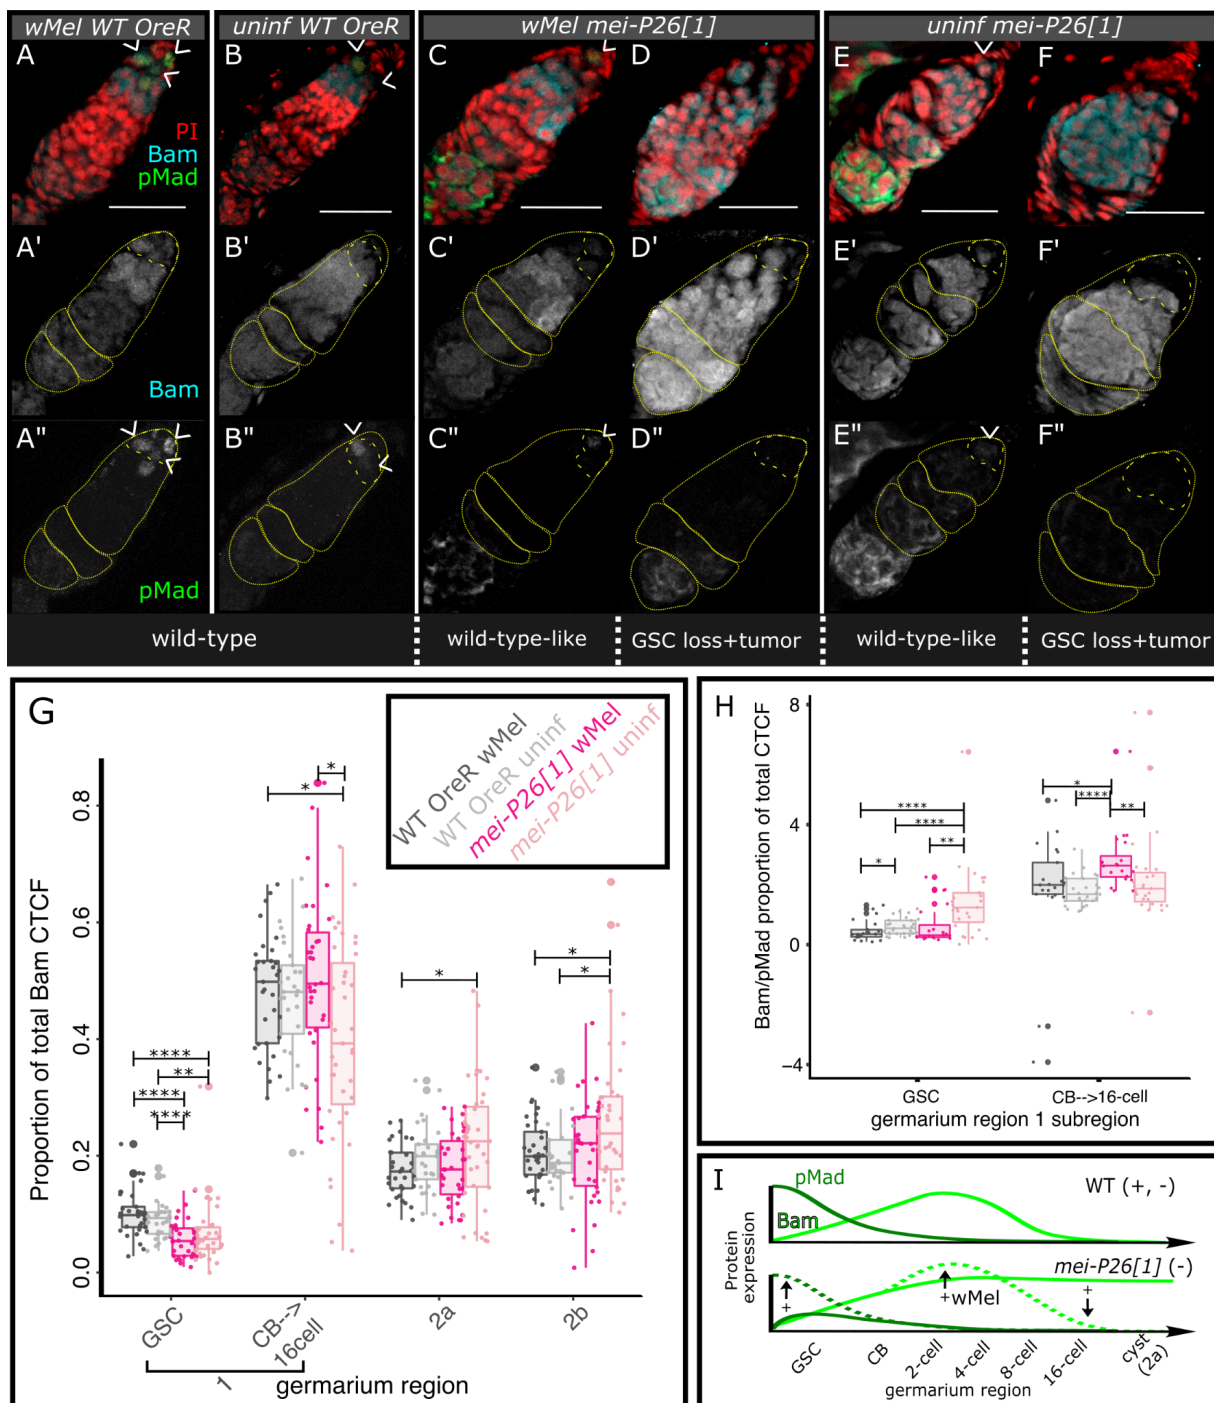 wMel WT OreR
uninf WT OreR
wMel mei-P26[1]
uninf mei-P26[1]
A
B
C
D
E
F
PI
Bam
pMad
A'
B'
C'
D'
E'
F'
Bam
A"
B"
C"
D"
E"
F"
pMad
wild-type
wild-type-like
GSC loss+tumor
wild-type-like
GSC loss+tumor
G
WT OreR wMel
WT OreR uninf
mei-P26[1] wMel
mei-P26[1] uninf
Proportion of total Bam CTCF
0.8
0.6
0.4
0.2
0.0
****
**
****
****
*
*
*
*
*
GSC
CB-->
16cell
2a
2b
1
germarium region
H
Bam/pMad proportion of total CTCF
8
4
0
−4
****
****
**
*
*
****
**
GSC
CB-->16-cell
germarium region 1 subregion
I
pMad
Bam
WT (+, -)
mei-P26[1] (-)
Protein
expression
+
+wMel
+
GSC
CB
2-cell
4-cell
8-cell
16-cell
cyst
(2a)
germarium region